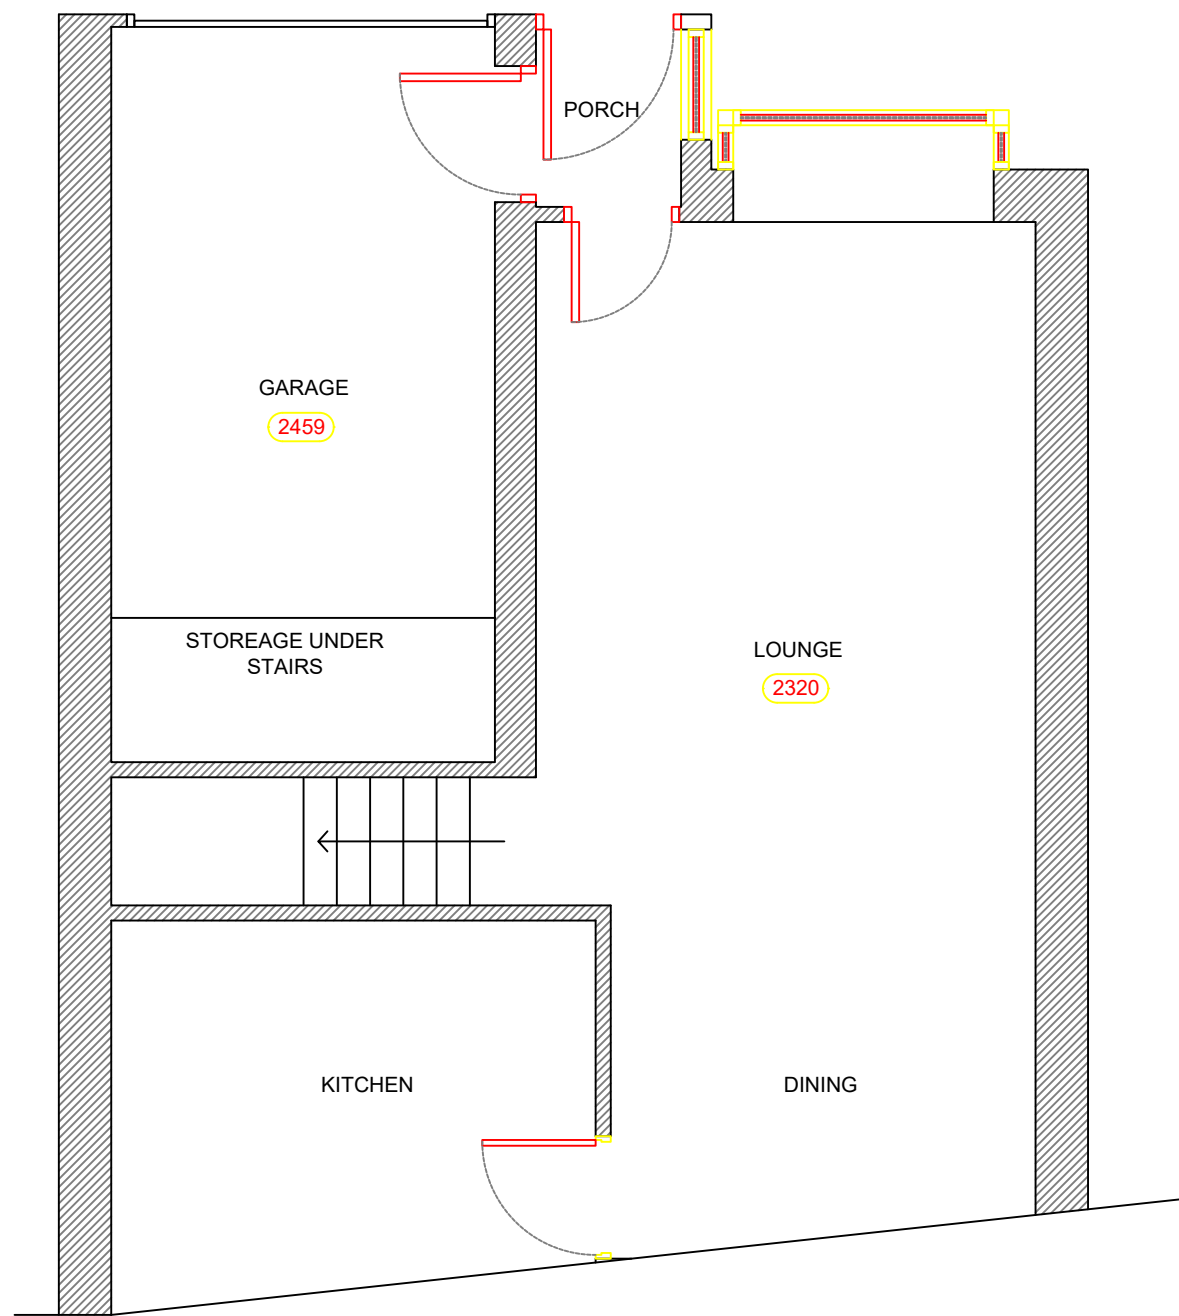 PORCH
GARAGE
2459
STOREAGE UNDER
STAIRS
LOUNGE
2320
KITCHEN
DINING